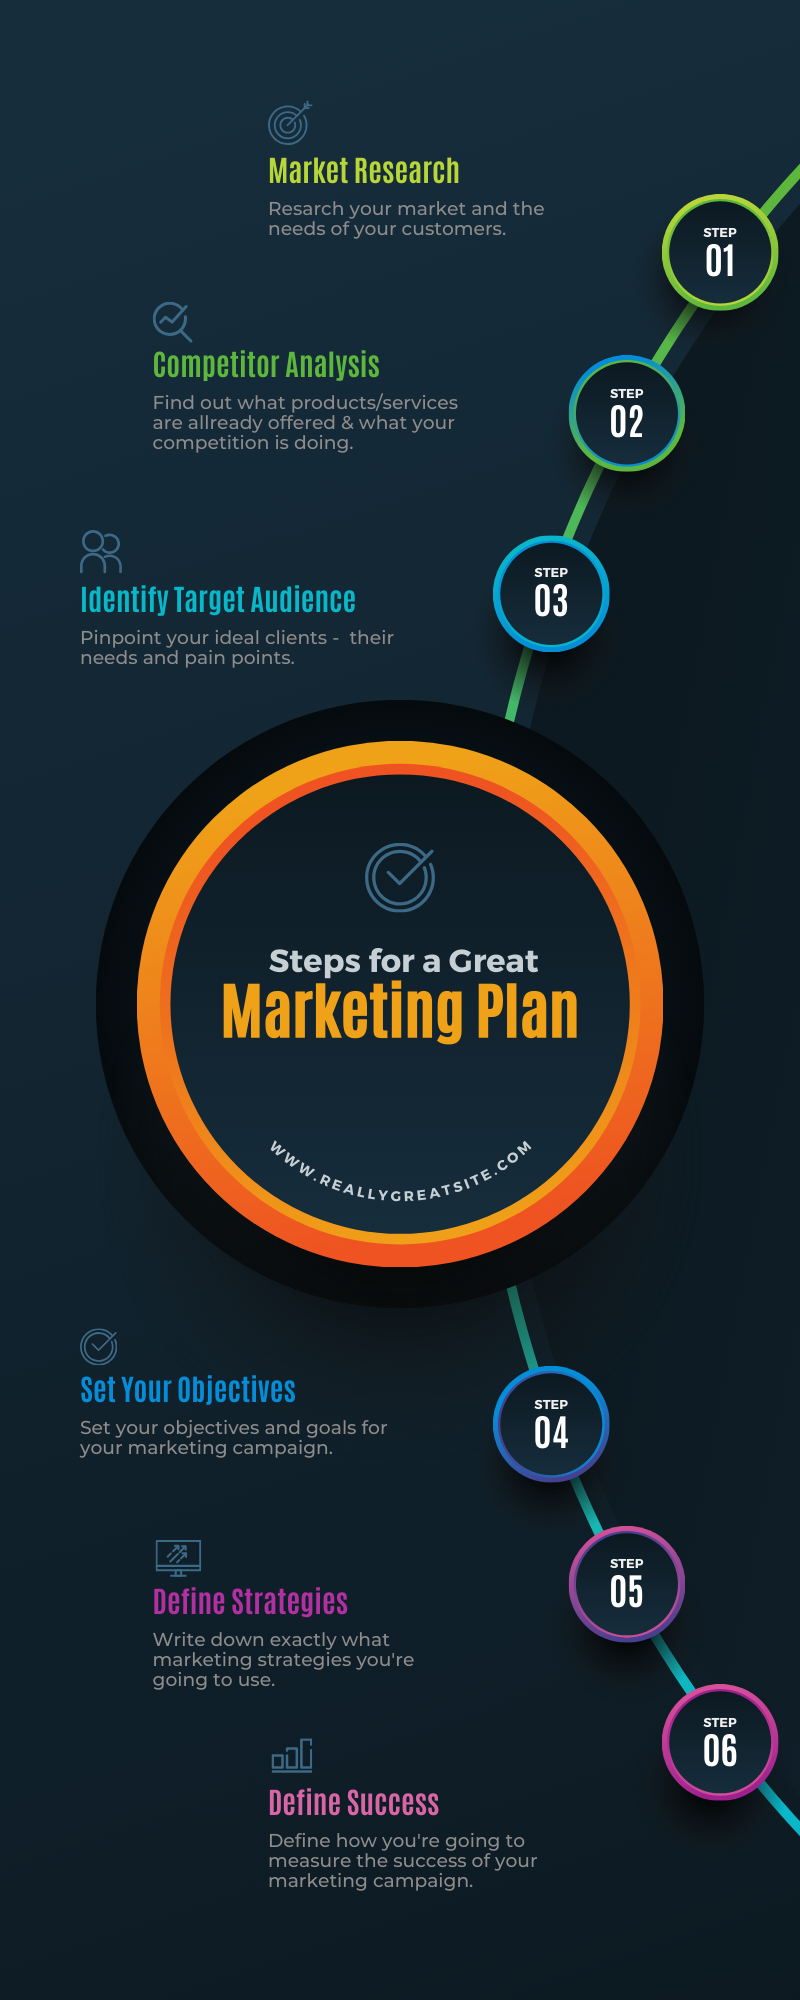 Market Research
Resarch your market and the
needs of your customers.
STEP
01
Competitor Analysis
Find out what products/services
are allready offered & what your
competition is doing.
STEP
02
Identify Target Audience
Pinpoint your ideal clients -  their
needs and pain points.
STEP
03
Steps for a Great
Marketing Plan
WWW.REALLYGREATSITE.COM
Set Your Objectives
Set your objectives and goals for
your marketing campaign.
STEP
04
Define Strategies
Write down exactly what
marketing strategies you're
going to use.
STEP
05
Define Success
Define how you're going to
measure the success of your
marketing campaign.
STEP
06